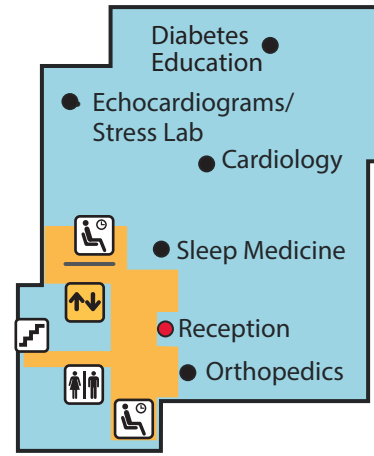 Diabetes
Education
Echocardiograms/
Stress Lab
Cardiology
Sleep Medicine
Reception
Orthopedics